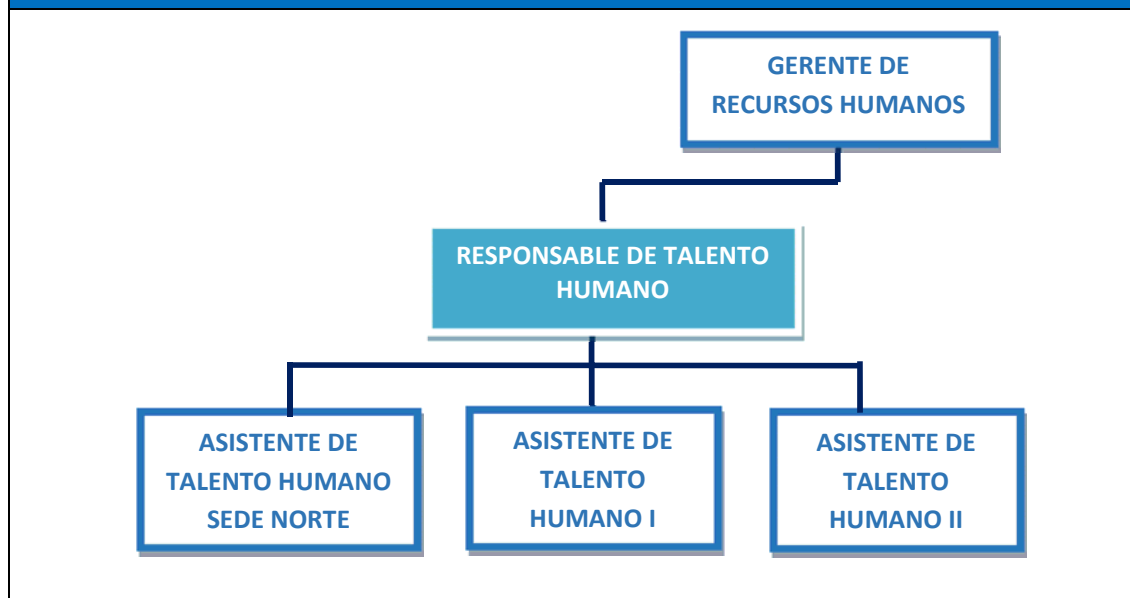 GERENTE DE
RECURSOS HUMANOS
RESPONSABLE DE TALENTO
HUMANO
ASISTENTE DE
TALENTO HUMANO
SEDE NORTE
ASISTENTE DE
TALENTO
HUMANO I
ASISTENTE DE
TALENTO
HUMANO II